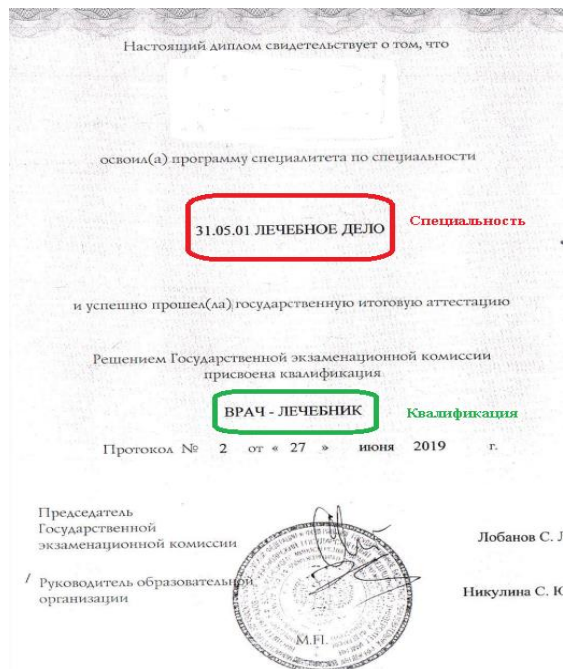 Настоящий диплом свидетельствует о том, что
освоил(а) программу специалитета по специальности
31.05.01 ЛЕЧЕБНОЕ ДЕЛО
Специальность
и успешно прошел(ла) государственную итоговую аттестацию
Решением Государственной экзаменационной комиссии
присвоена квалификация
ВРАЧ - ЛЕЧЕБНИК
Квалификация
Протокол № 2 от « 27 » июня 2019 г.
Председатель
Государственной
экзаменационной комиссии
Лобанов С. Л
Руководитель образовательной
организации
Никулина С. Ю
М.П.